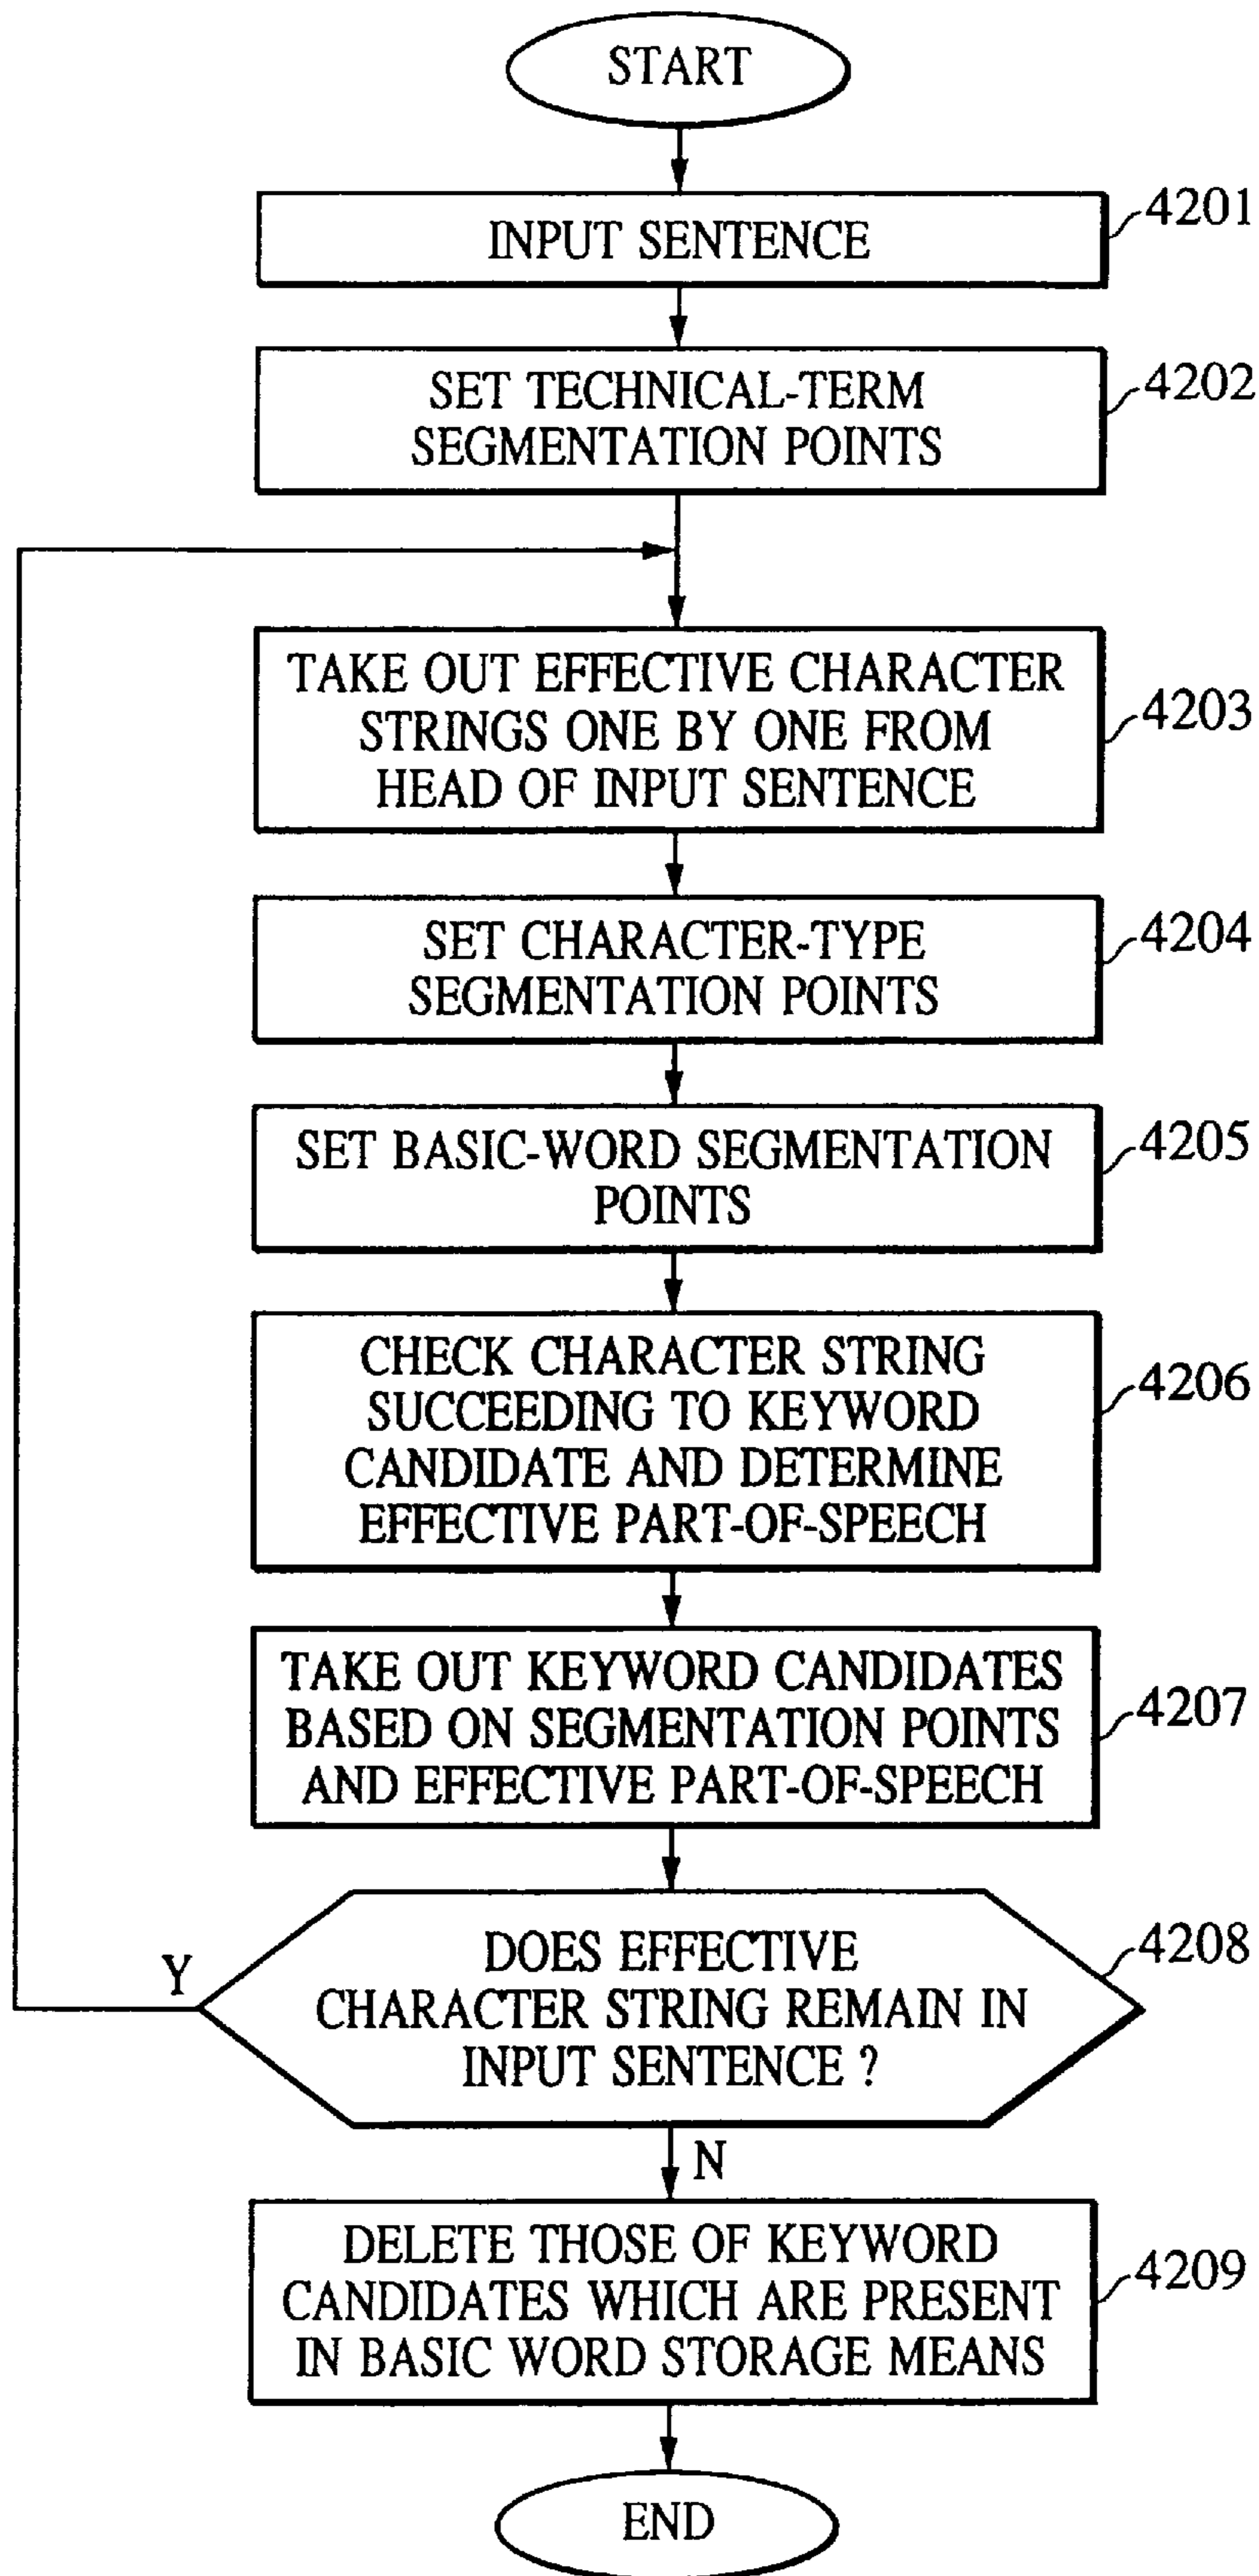 START
INPUT SENTENCE
4201
SET TECHNICAL-TERM
SEGMENTATION POINTS
4202
TAKE OUT EFFECTIVE CHARACTER
STRINGS ONE BY ONE FROM
HEAD OF INPUT SENTENCE
4203
SET CHARACTER-TYPE
SEGMENTATION POINTS
4204
SET BASIC-WORD SEGMENTATION
POINTS
4205
CHECK CHARACTER STRING
SUCCEEDING TO KEYWORD
CANDIDATE AND DETERMINE
EFFECTIVE PART-OF-SPEECH
4206
TAKE OUT KEYWORD CANDIDATES
BASED ON SEGMENTATION POINTS
AND EFFECTIVE PART-OF-SPEECH
4207
Y
DOES EFFECTIVE
CHARACTER STRING REMAIN IN
INPUT SENTENCE ?
4208
N
DELETE THOSE OF KEYWORD
CANDIDATES WHICH ARE PRESENT
IN BASIC WORD STORAGE MEANS
4209
END